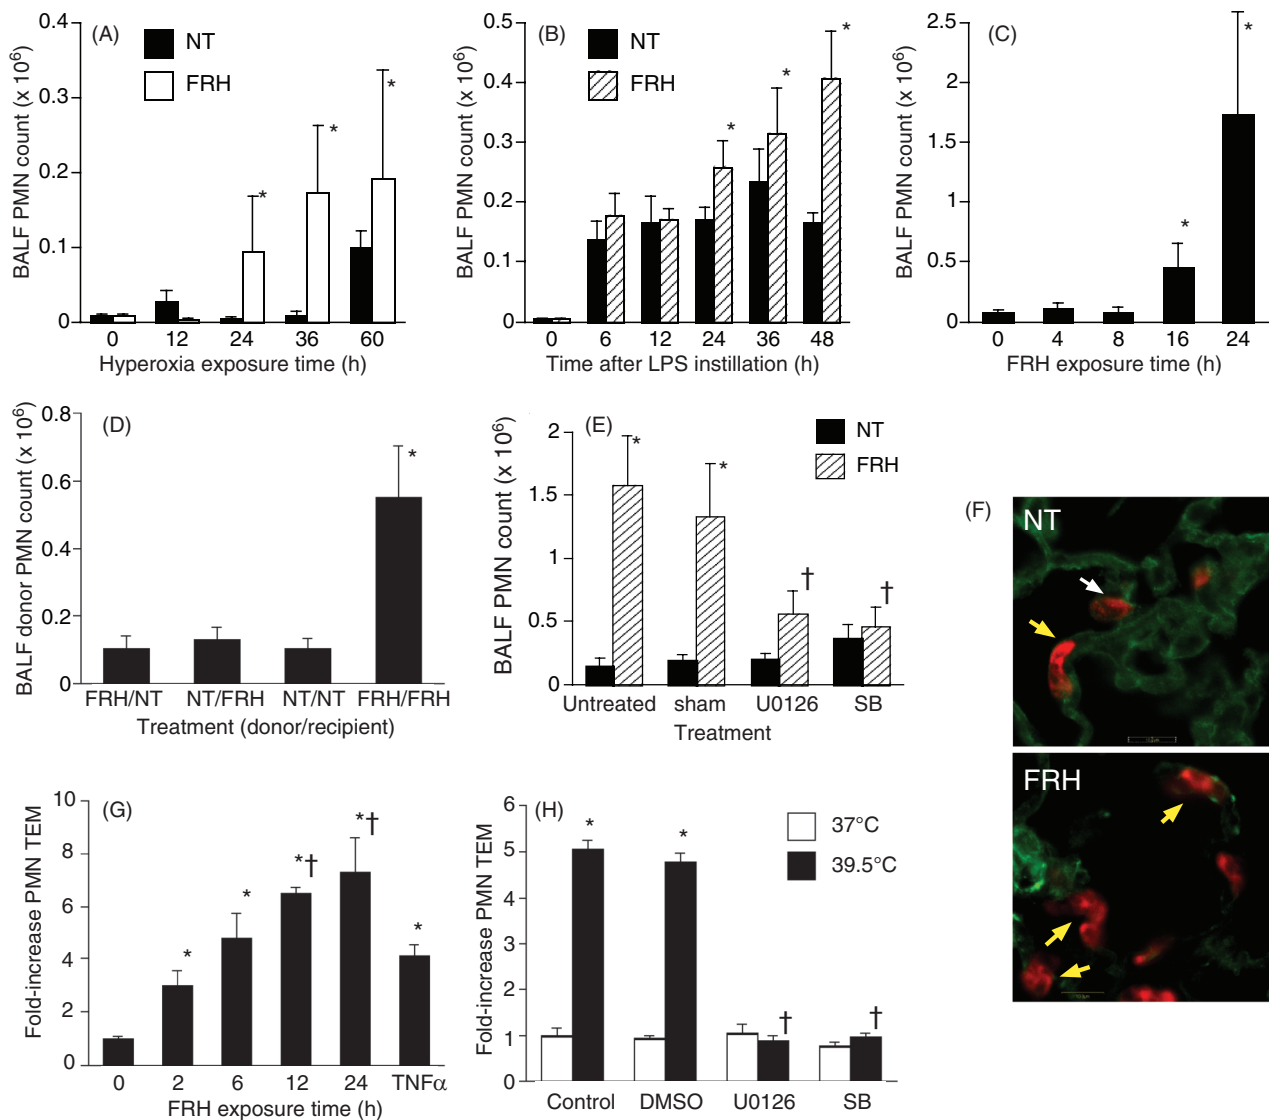 (A)
BALF PMN count (x 10⁶)
0.4
0.3
0.2
0.1
0
NT
FRH
*
*
*
0 12 24 36 60
Hyperoxia exposure time (h)
(B)
BALF PMN count (x 10⁶)
0.5
0.4
0.3
0.2
0.1
0
NT
FRH
*
*
*
0 6 12 24 36 48
Time after LPS instillation (h)
(C)
BALF PMN count (x 10⁶)
2.5
2
1.5
1
0.5
0
*
*
0 4 8 16 24
FRH exposure time (h)
(D)
BALF donor PMN count (x 10⁶)
0.8
0.6
0.4
0.2
0
*
FRH/NT NT/FRH NT/NT FRH/FRH
Treatment (donor/recipient)
(E)
BALF PMN count (x 10⁶)
2
1.5
1
0.5
0
NT
FRH
*
*
†
†
Untreated sham U0126 SB
Treatment
(F)
NT
FRH
(G)
Fold-increase PMN TEM
10
8
6
4
2
0
*
*
*†
*†
*
0 2 6 12 24 TNFα
FRH exposure time (h)
(H)
Fold-increase PMN TEM
6
5
4
3
2
1
0
37°C
39.5°C
*
*
†
†
Control DMSO U0126 SB